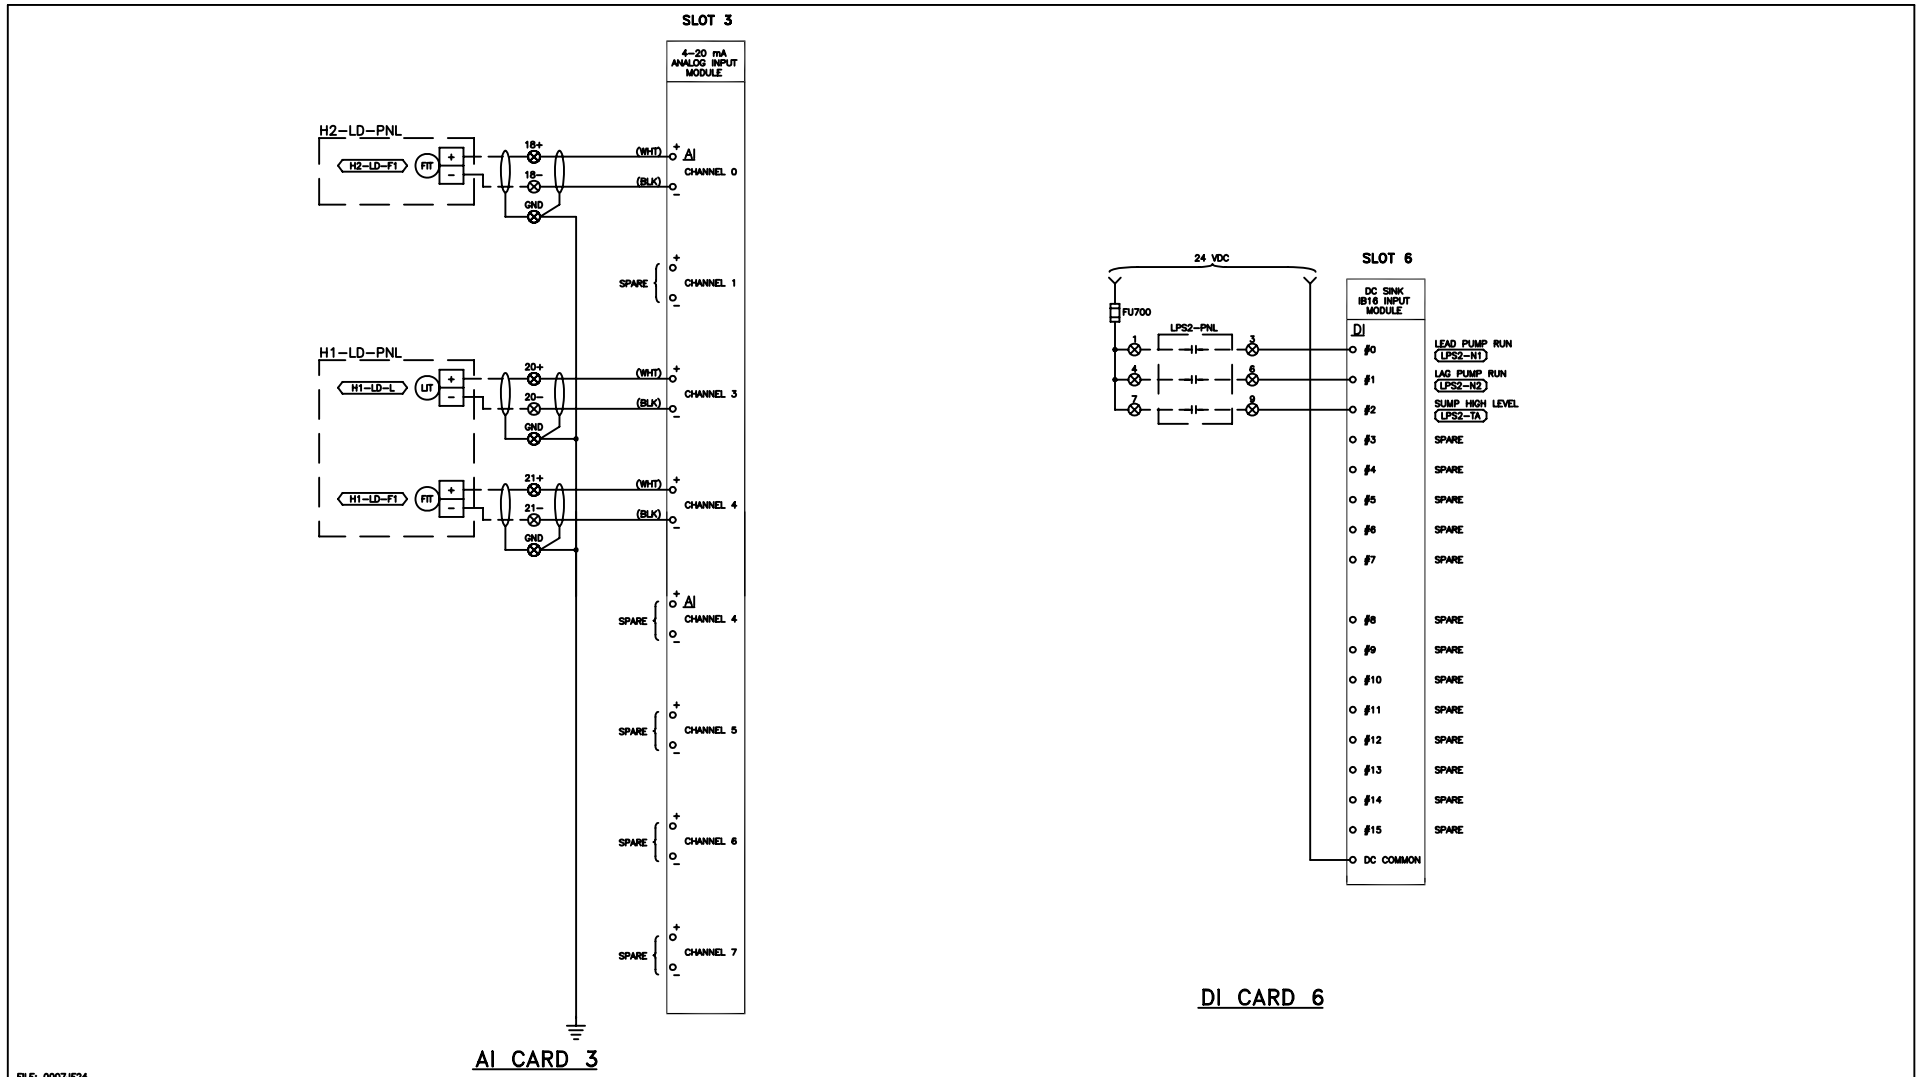 SLOT 3
4-20 mA
ANALOG INPUT
MODULE
H2-LD-PNL
H2-LD-F1
FIT
+
-
18+
18-
GND
(WHT)
(BLK)
+
AI
CHANNEL 0
-
SPARE
+
CHANNEL 1
-
H1-LD-PNL
H1-LD-L
LIT
+
-
20+
20-
GND
(WHT)
(BLK)
+
CHANNEL 3
-
H1-LD-F1
FIT
+
-
21+
21-
GND
(WHT)
(BLK)
+
CHANNEL 4
-
SPARE
+
AI
CHANNEL 4
-
SPARE
+
CHANNEL 5
-
SPARE
+
CHANNEL 6
-
SPARE
+
CHANNEL 7
-
AI CARD 3
24 VDC
FU700
LPS2-PNL
1
3
4
6
7
9
SLOT 6
DC SINK
IB16 INPUT
MODULE
DI
#0
LEAD PUMP RUN
LPS2-N1
#1
LAG PUMP RUN
LPS2-N2
#2
SUMP HIGH LEVEL
LPS2-TA
#3 SPARE
#4 SPARE
#5 SPARE
#6 SPARE
#7 SPARE
#8 SPARE
#9 SPARE
#10 SPARE
#11 SPARE
#12 SPARE
#13 SPARE
#14 SPARE
#15 SPARE
DC COMMON
DI CARD 6